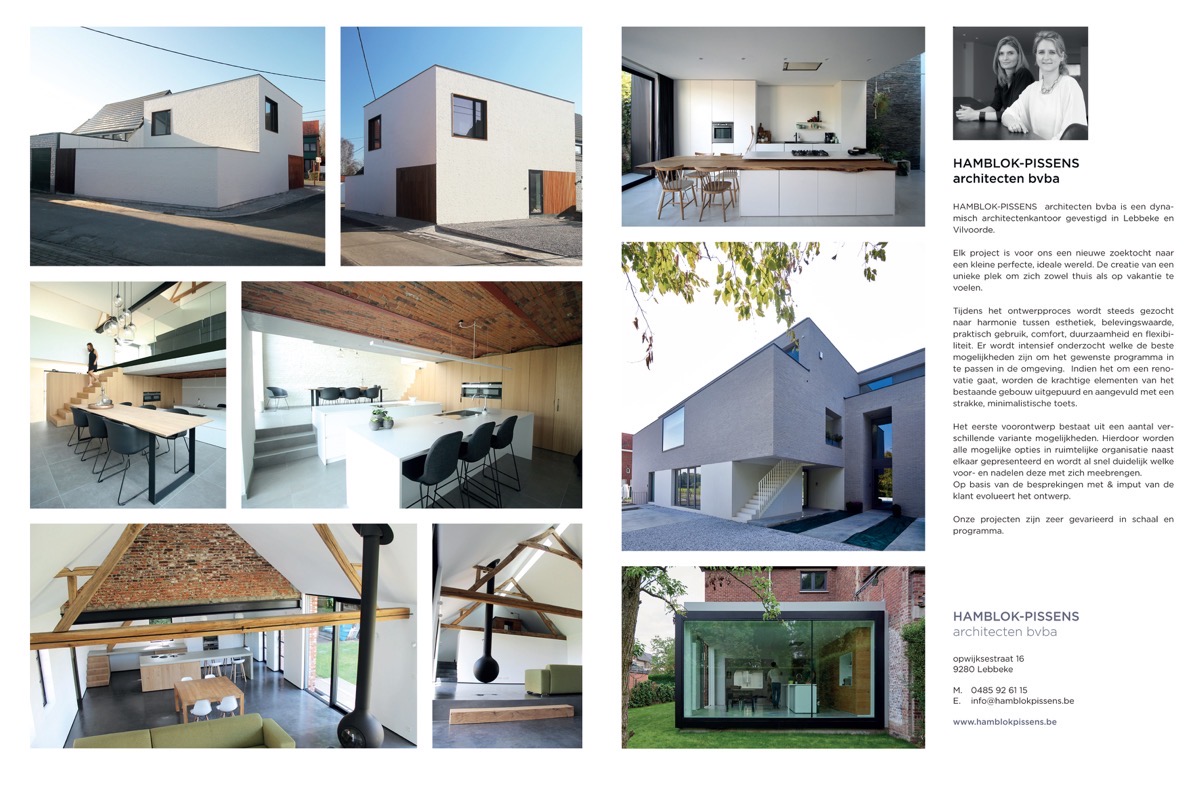 HAMBLOK-PISSENS
architecten bvba
HAMBLOK-PISSENS architecten bvba is een dyna-
misch architectenkantoor gevestigd in Lebbeke en
Vilvoorde.
Elk project is voor ons een nieuwe zoektocht naar
een kleine perfecte, ideale wereld. De creatie van een
unieke plek om zich zowel thuis als op vakantie te
voelen.
Tijdens het ontwerpproces wordt steeds gezocht
naar harmonie tussen esthetiek, belevingswaarde,
praktisch gebruik, comfort, duurzaamheid en flexibi-
liteit. Er wordt intensief onderzocht welke de beste
mogelijkheden zijn om het gewenste programma in
te passen in de omgeving. Indien het om een reno-
vatie gaat, worden de krachtige elementen van het
bestaande gebouw uitgepuurd en aangevuld met een
strakke, minimalistische toets.
Het eerste voorontwerp bestaat uit een aantal ver-
schillende variante mogelijkheden. Hierdoor worden
alle mogelijke opties in ruimtelijke organisatie naast
elkaar gepresenteerd en wordt al snel duidelijk welke
voor- en nadelen deze met zich meebrengen.
Op basis van de besprekingen met & imput van de
klant evolueert het ontwerp.
Onze projecten zijn zeer gevarieerd in schaal en
programma.
HAMBLOK-PISSENS
architecten bvba
opwijksestraat 16
9280 Lebbeke
M. 0485 92 61 15
E. info@hamblokpissens.be
www.hamblokpissens.be